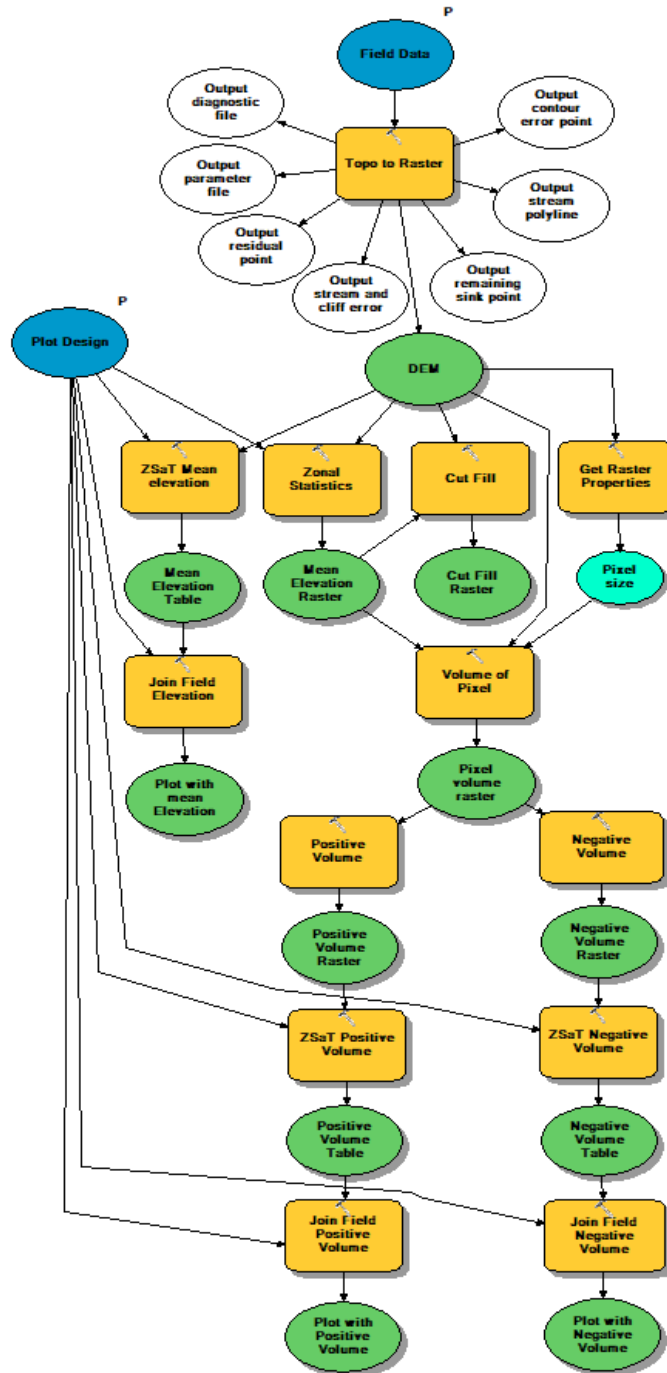 P
Field Data
Output
diagnostic
file
Output
contour
error point
Topo to Raster
Output
parameter
file
Output
stream
polyline
Output
residual
point
Output
stream and
cliff error
Output
remaining
sink point
P
Plot Design
DEM
ZSaT Mean
elevation
Zonal
Statistics
Cut Fill
Get Raster
Properties
Mean
Elevation
Table
Mean
Elevation
Raster
Cut Fill
Raster
Pixel
size
Join Field
Elevation
Volume of
Pixel
Plot with
mean
Elevation
Pixel
volume
raster
Positive
Volume
Negative
Volume
Positive
Volume
Raster
Negative
Volume
Raster
ZSaT Positive
Volume
ZSaT Negative
Volume
Positive
Volume
Table
Negative
Volume
Table
Join Field
Positive
Volume
Join Field
Negative
Volume
Plot with
Positive
Volume
Plot with
Negative
Volume